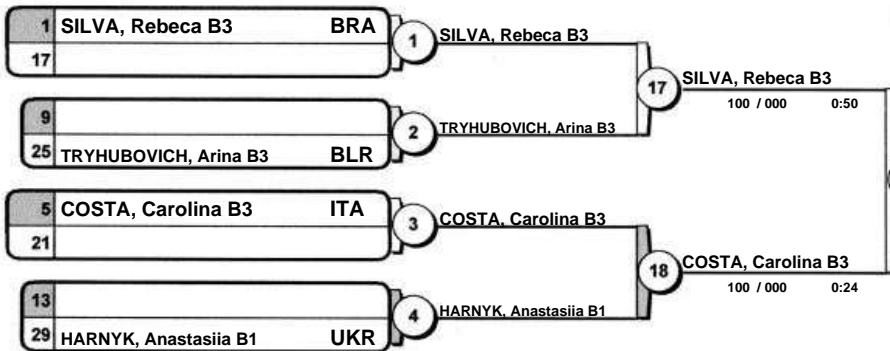 1 SILVA, Rebeca B3 BRA
17
1 SILVA, Rebeca B3
9
25 TRYHUBOVICH, Arina B3 BLR
2 TRYHUBOVICH, Arina B3
17 SILVA, Rebeca B3
100 / 000 0:50
5 COSTA, Carolina B3 ITA
21
3 COSTA, Carolina B3
13
29 HARNYK, Anastasiia B1 UKR
4 HARNYK, Anastasiia B1
18 COSTA, Carolina B3
100 / 000 0:24